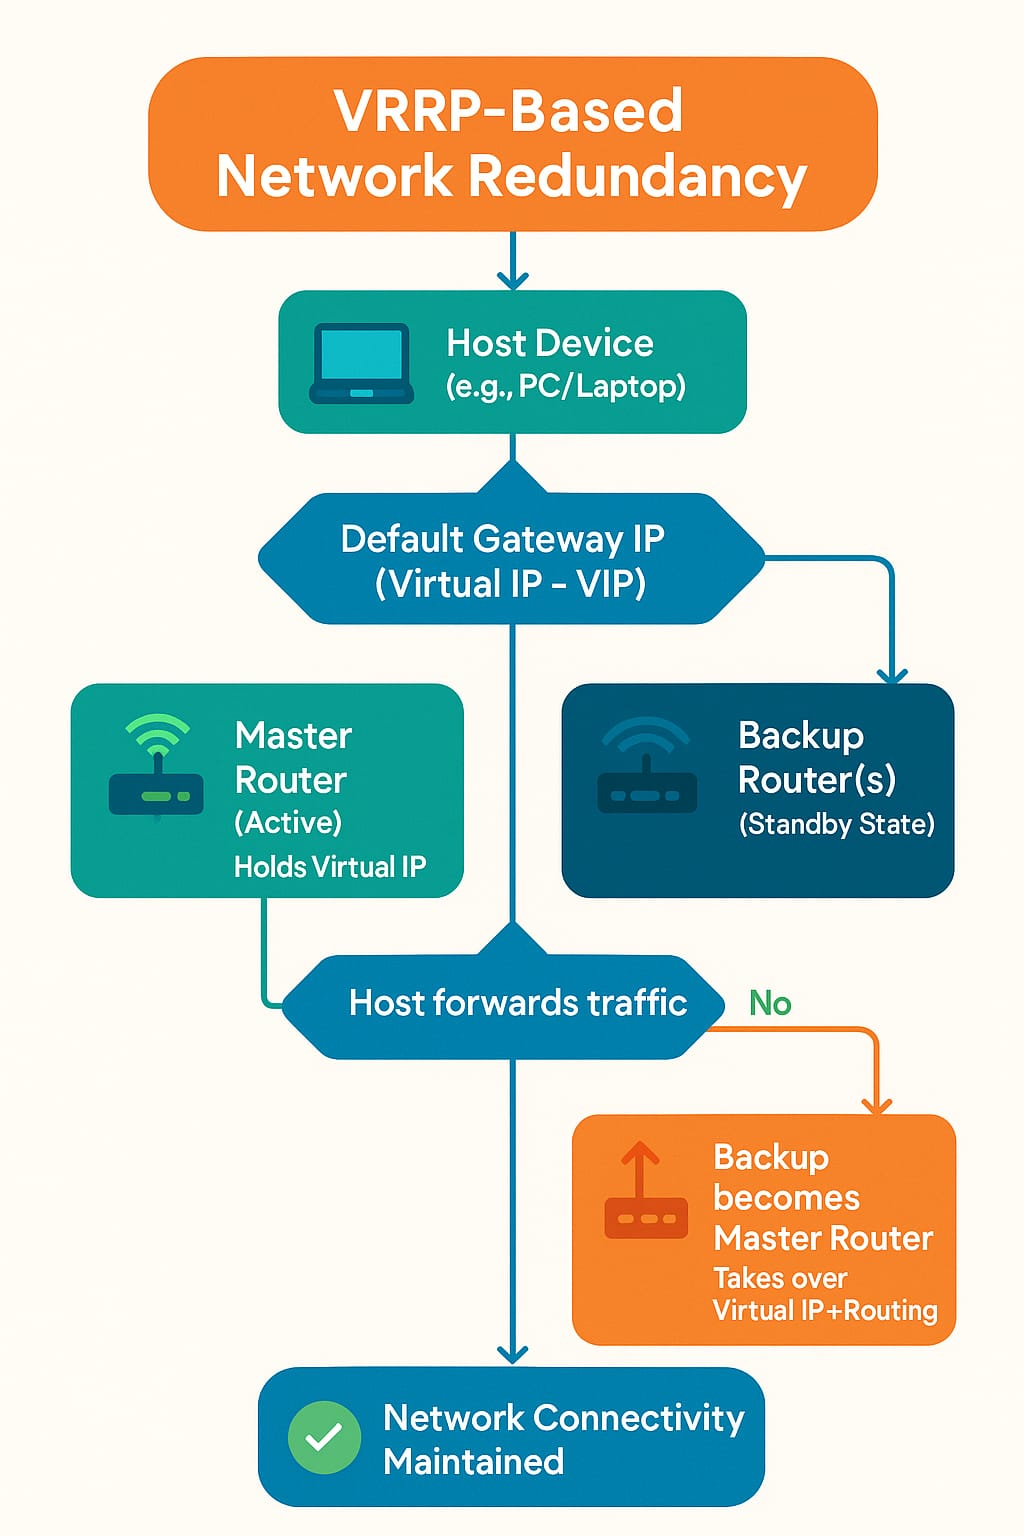 VRRP-Based
Network Redundancy
Host Device
(e.g., PC/Laptop)
Default Gateway IP
(Virtual IP - VIP)
Master
Router
(Active)
Holds Virtual IP
Backup
Router(s)
(Standby State)
Host forwards traffic
No
Backup
becomes
Master Router
Takes over
Virtual IP+Routing
Network Connectivity
Maintained